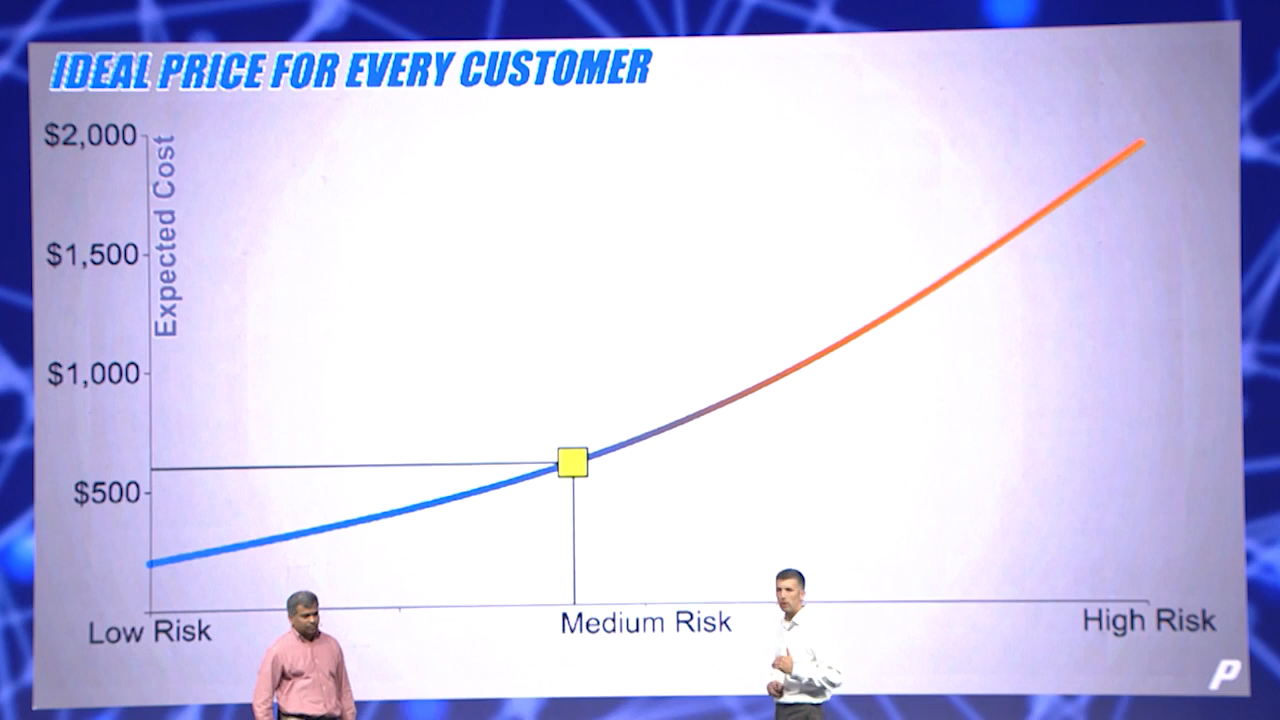 IDEAL PRICE FOR EVERY CUSTOMER
$2,000
Expected Cost
$1,500
$1,000
$500
Low Risk
Medium Risk
High Risk
P